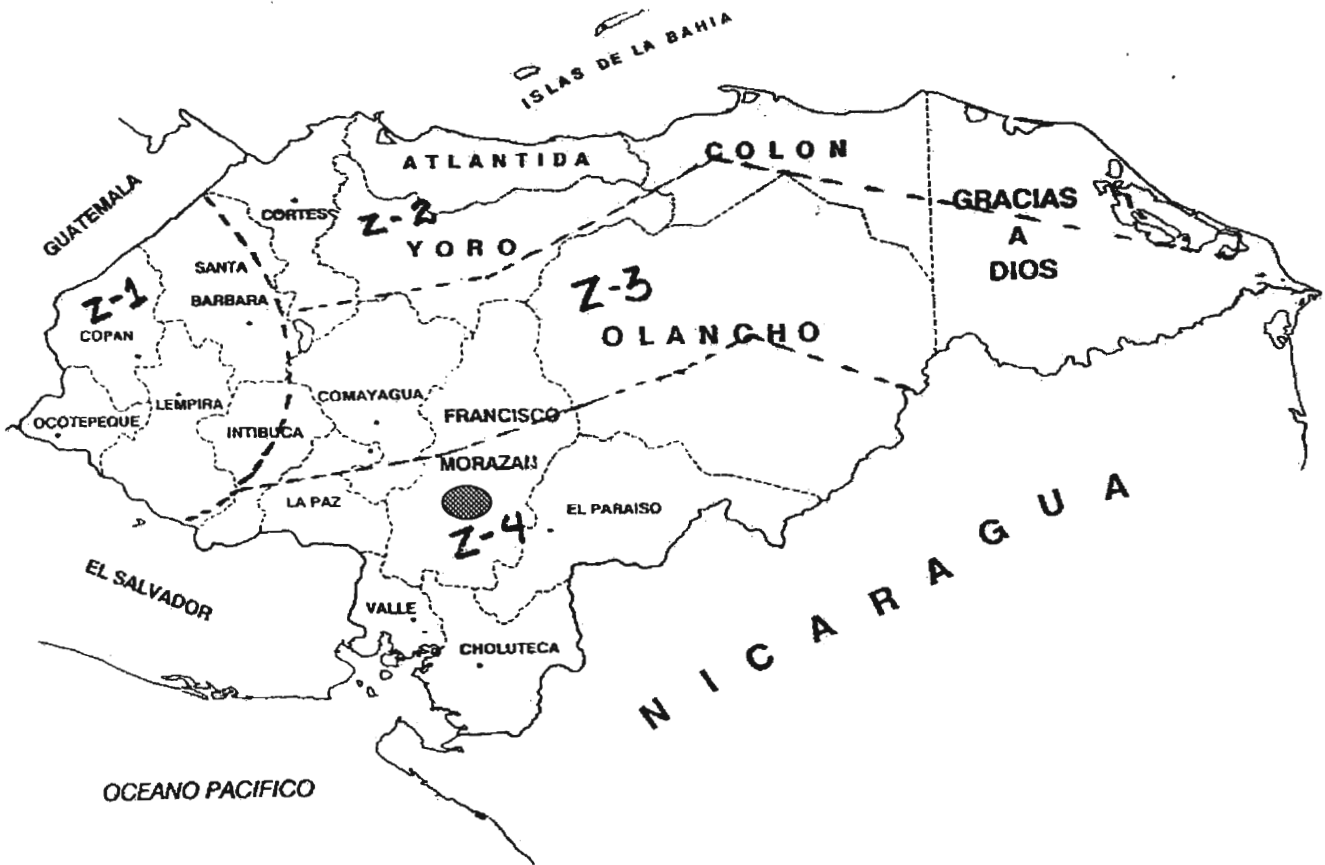 ISLAS DE LA BAHIA
ATLANTIDA
COLON
GUATEMALA
CORTES
Z-2
YORO
GRACIAS
A
DIOS
SANTA
BARBARA
Z-1
COPAN
Z-3
OLANCHO
LEMPIRA
COMAYAGUA
OCOTEPEQUE
INTIBUCA
FRANCISCO
MORAZAN
LA PAZ
Z-4
EL PARAISO
EL SALVADOR
VALLE
CHOLUTECA
NICARAGUA
OCEANO PACIFICO